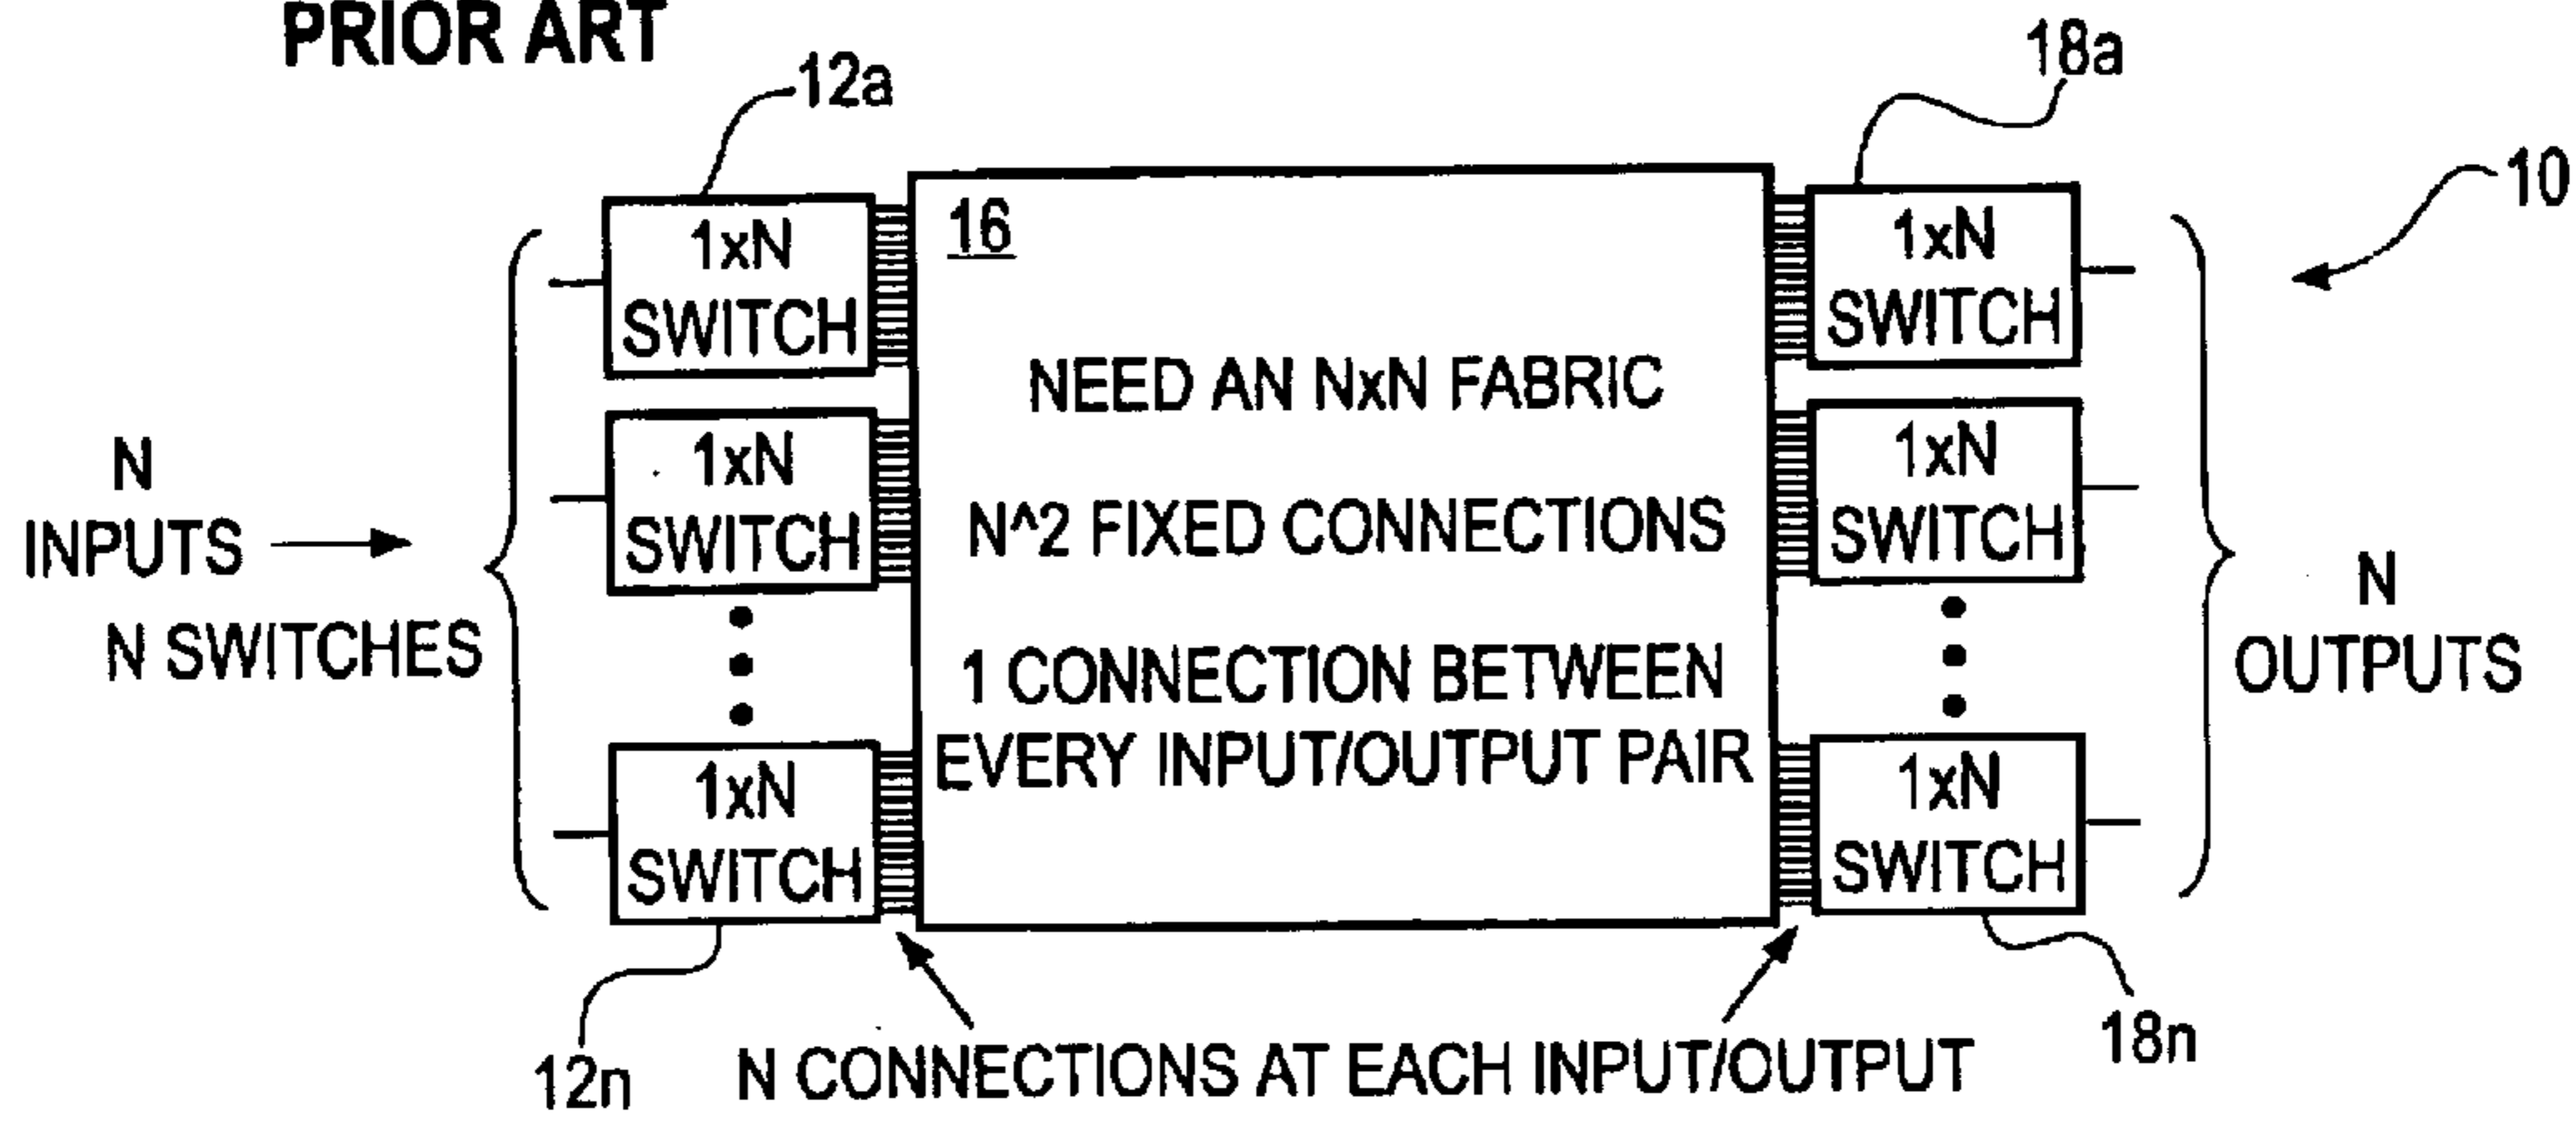 PRIOR ART
12a
18a
10
16
1xN
SWITCH
1xN
SWITCH
1xN
SWITCH
N
INPUTS
N SWITCHES
NEED AN NxN FABRIC
N^2 FIXED CONNECTIONS
1 CONNECTION BETWEEN
EVERY INPUT/OUTPUT PAIR
1xN
SWITCH
1xN
SWITCH
1xN
SWITCH
N
OUTPUTS
12n
N CONNECTIONS AT EACH INPUT/OUTPUT
18n